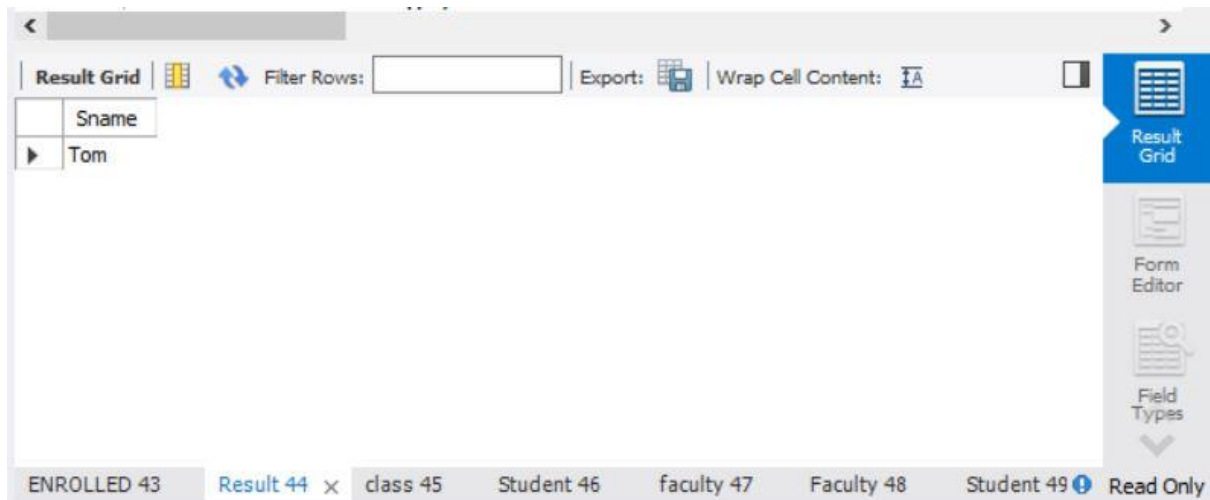 Result Grid Filter Rows: Export: Wrap Cell Content: IA
Sname
Tom
Result
Grid
Form
Editor
Field
Types
ENROLLED 43 Result 44 × class 45 Student 46 faculty 47 Faculty 48 Student 49 Read Only